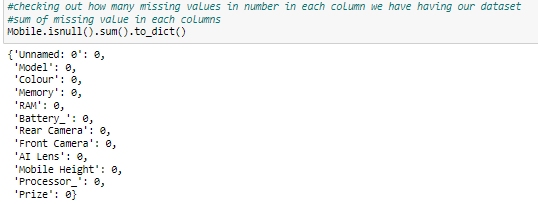 #checking out how many missing values in number in each column we have having our dataset
#sum of missing value in each columns
Mobile.isnull().sum().to_dict()
{'Unnamed: 0': 0,
'Model': 0,
'Colour': 0,
'Memory': 0,
'RAM': 0,
'Battery_': 0,
'Rear Camera': 0,
'Front Camera': 0,
'AI Lens': 0,
'Mobile Height': 0,
'Processor_': 0,
'Prize': 0}